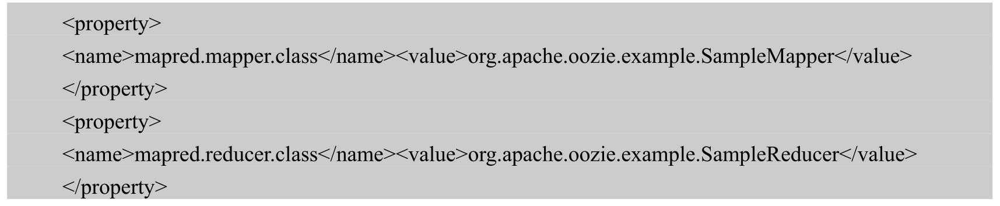 <property>
<name>mapred.mapper.class</name><value>org.apache.oozie.example.SampleMapper</value>
</property>
<property>
<name>mapred.reducer.class</name><value>org.apache.oozie.example.SampleReducer</value>
</property>